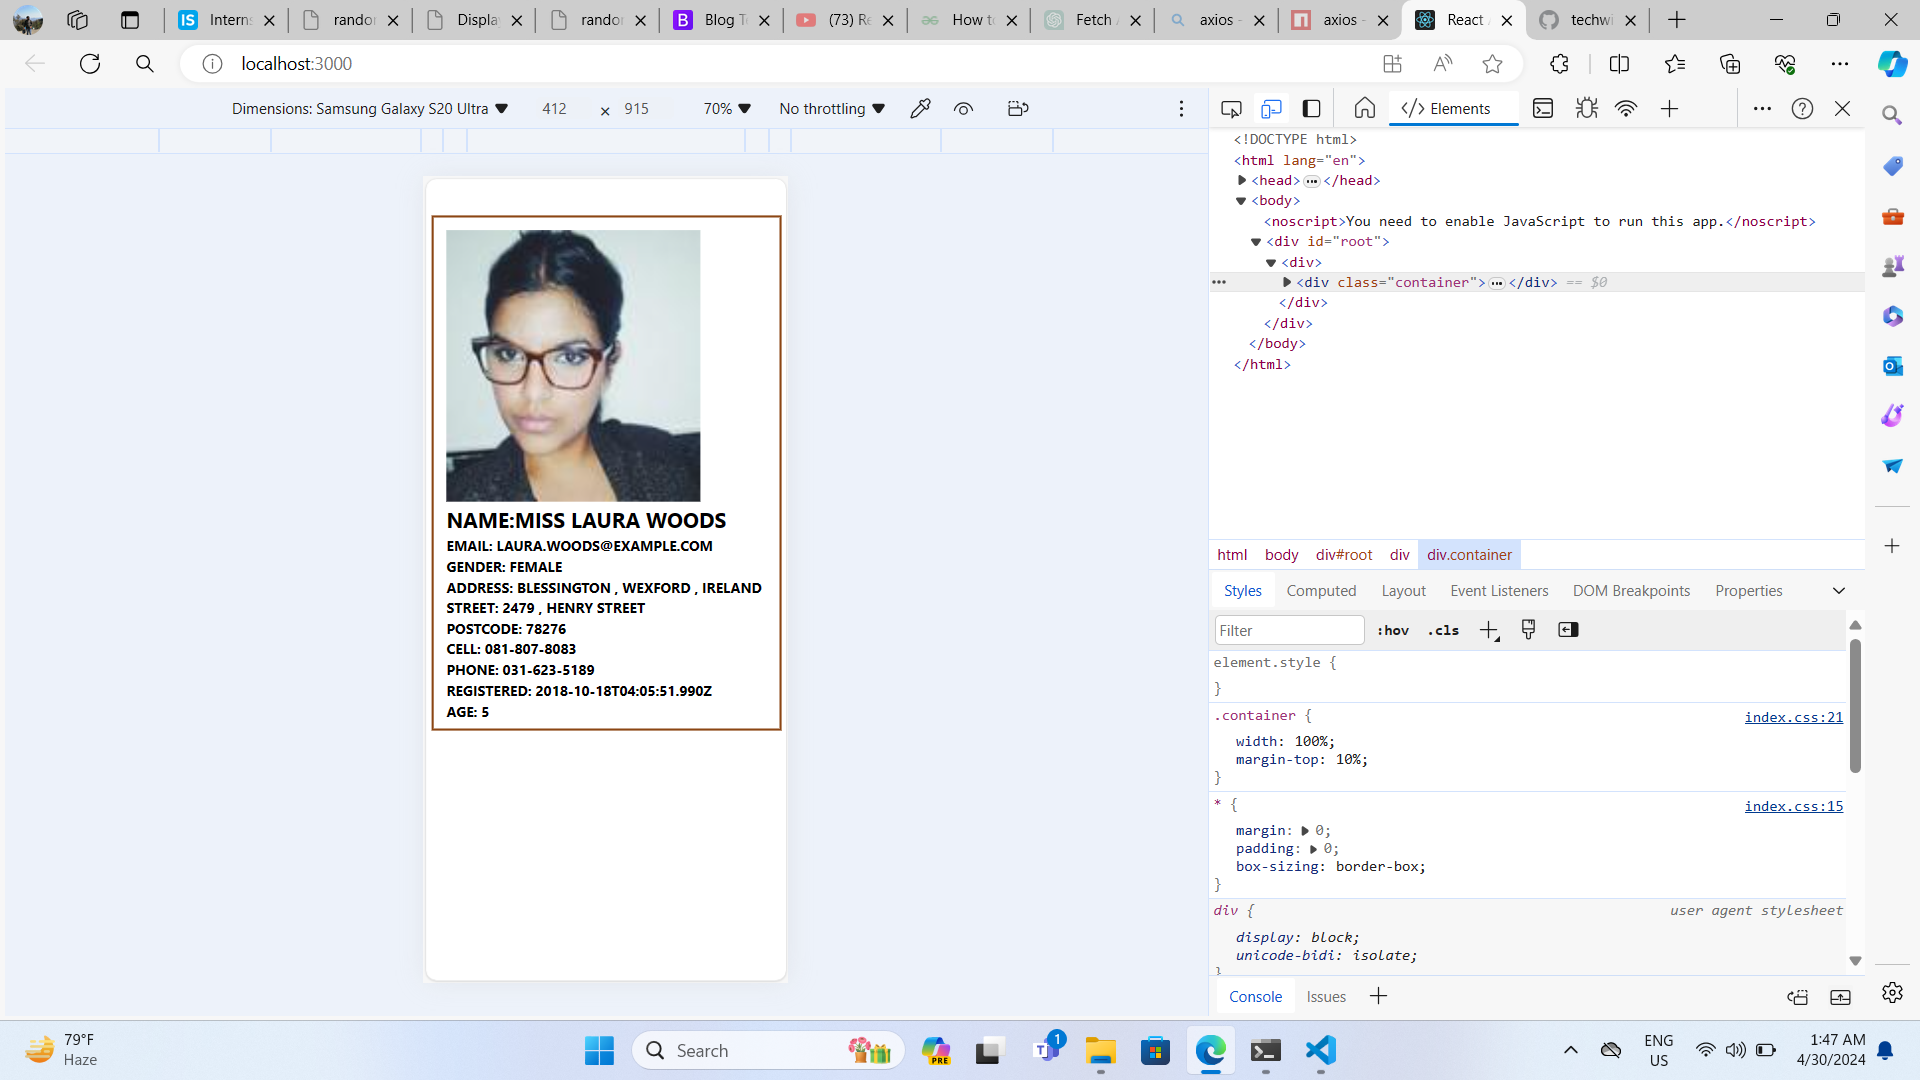 Interns
random
Display
random
Blog Te
(73) Re
How to
Fetch A
axios -
axios -
React A
techwi
localhost:3000
Dimensions: Samsung Galaxy S20 Ultra 412 × 915 70% No throttling
NAME:MISS LAURA WOODS
EMAIL: LAURA.WOODS@EXAMPLE.COM
GENDER: FEMALE
ADDRESS: BLESSINGTON , WEXFORD , IRELAND
STREET: 2479 , HENRY STREET
POSTCODE: 78276
CELL: 081-807-8083
PHONE: 031-623-5189
REGISTERED: 2018-10-18T04:05:51.990Z
AGE: 5
</> Elements
<!DOCTYPE html>
<html lang="en">
<head> ••• </head>
<body>
<noscript>You need to enable JavaScript to run this app.</noscript>
<div id="root">
<div>
••• <div class="container"> ••• </div> == $0
</div>
</div>
</body>
</html>
html body div#root div div.container
Styles Computed Layout Event Listeners DOM Breakpoints Properties
Filter :hov .cls
element.style {
}
.container { index.css:21
width: 100%;
margin-top: 10%;
}
* { index.css:15
margin: 0;
padding: 0;
box-sizing: border-box;
}
div { user agent stylesheet
display: block;
unicode-bidi: isolate;
}
Console Issues
79°F
Haze
Search
PRE
1
ENG
US
1:47 AM
4/30/2024